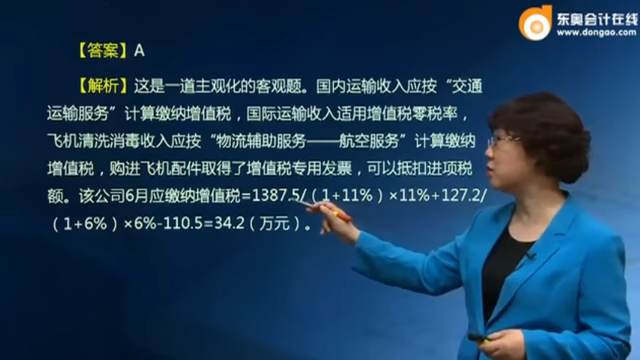 东奥会计在线
www.dongao.com
【答案】A
【解析】这是一道主观化的客观题。国内运输收入应按“交通
运输服务”计算缴纳增值税，国际运输收入适用增值税零税率，
飞机清洗消毒收入应按“物流辅助服务——航空服务”计算缴纳
增值税，购进飞机配件取得了增值税专用发票，可以抵扣进项税
额。该公司6月应缴纳增值税=1387.5/（1+11%）×11%+127.2/
（1+6%）×6%-110.5=34.2（万元）。